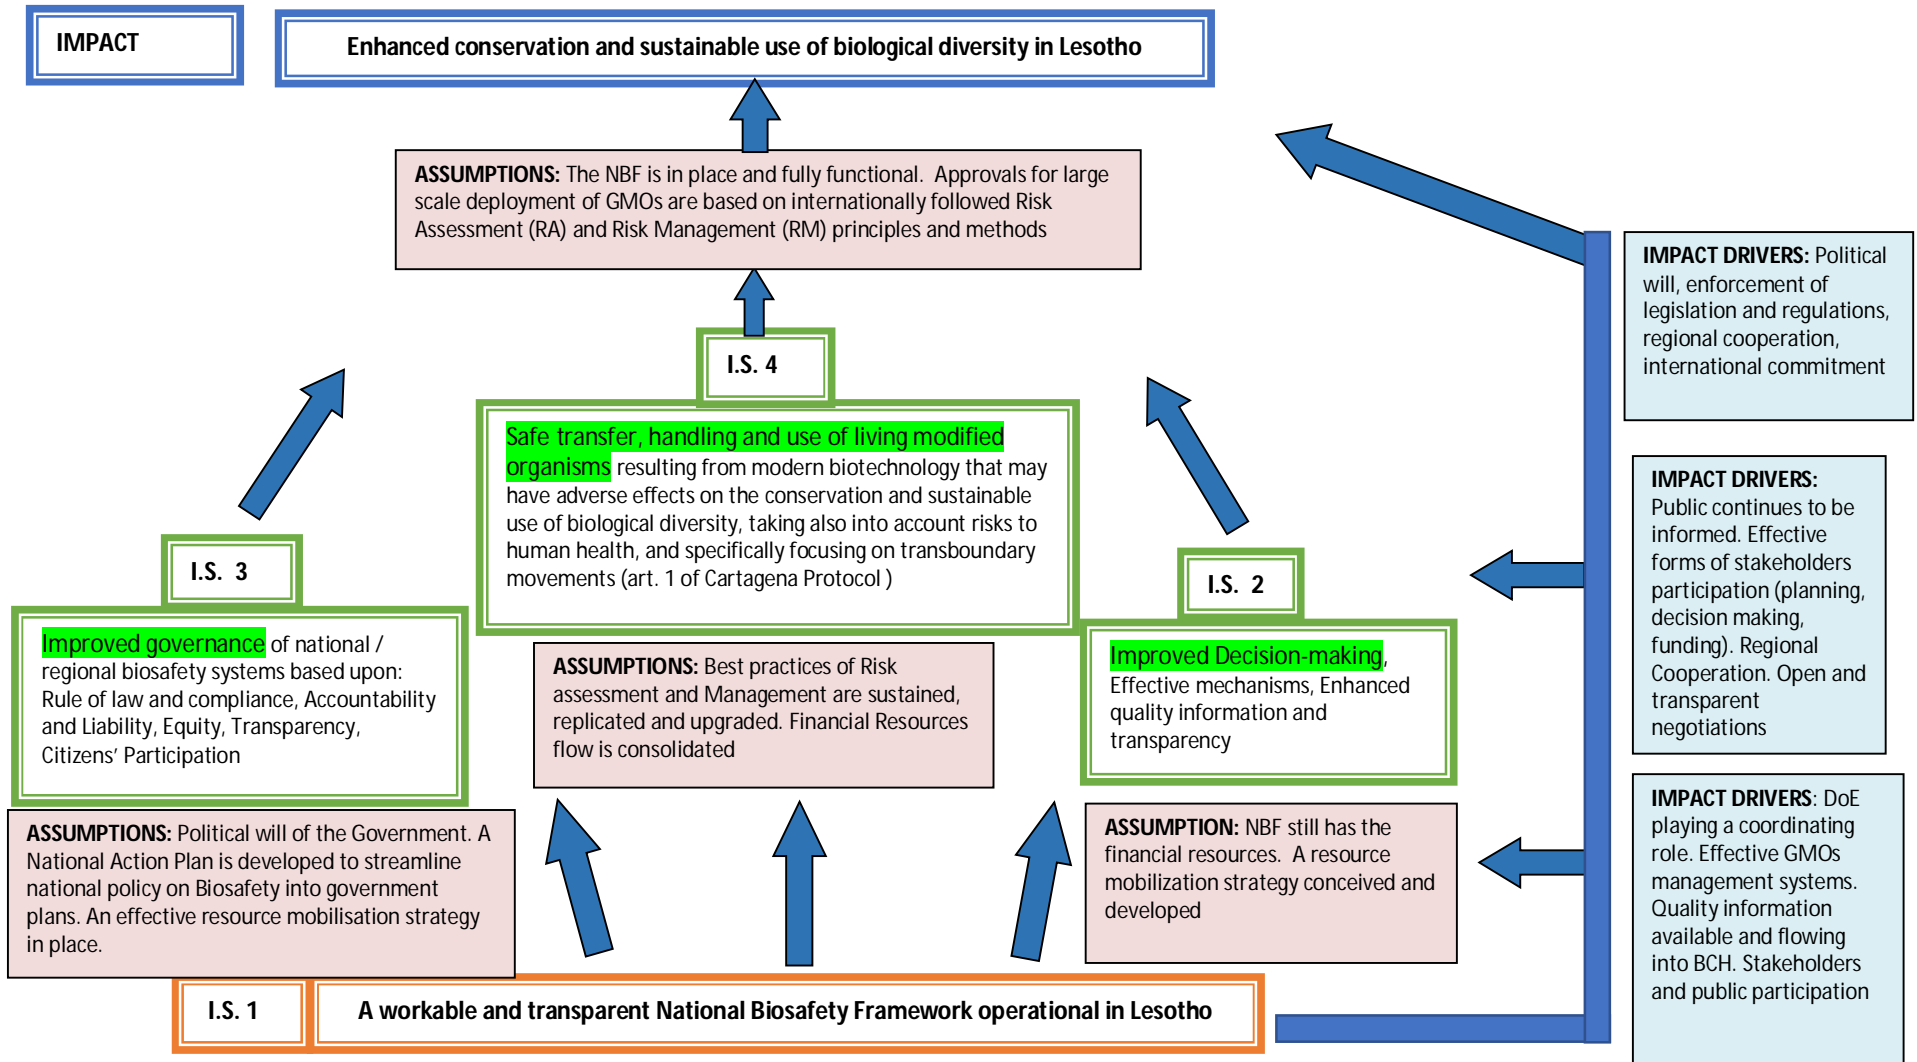 IMPACT
Enhanced conservation and sustainable use of biological diversity in Lesotho
ASSUMPTIONS: The NBF is in place and fully functional. Approvals for large
scale deployment of GMOs are based on internationally followed Risk
Assessment (RA) and Risk Management (RM) principles and methods
IMPACT DRIVERS: Political
will, enforcement of
legislation and regulations,
regional cooperation,
international commitment
I.S. 4
Safe transfer, handling and use of living modified
organisms resulting from modern biotechnology that may
have adverse effects on the conservation and sustainable
use of biological diversity, taking also into account risks to
human health, and specifically focusing on transboundary
movements (art. 1 of Cartagena Protocol )
IMPACT DRIVERS:
Public continues to be
informed. Effective
forms of stakeholders
participation (planning,
decision making,
funding). Regional
Cooperation. Open and
transparent
negotiations
I.S. 3
Improved governance of national /
regional biosafety systems based upon:
Rule of law and compliance, Accountability
and Liability, Equity, Transparency,
Citizens' Participation
ASSUMPTIONS: Best practices of Risk
assessment and Management are sustained,
replicated and upgraded. Financial Resources
flow is consolidated
I.S. 2
Improved Decision-making,
Effective mechanisms, Enhanced
quality information and
transparency
ASSUMPTIONS: Political will of the Government. A
National Action Plan is developed to streamline
national policy on Biosafety into government
plans. An effective resource mobilisation strategy
in place.
ASSUMPTION: NBF still has the
financial resources. A resource
mobilization strategy conceived and
developed
IMPACT DRIVERS: DoE
playing a coordinating
role. Effective GMOs
management systems.
Quality information
available and flowing
into BCH. Stakeholders
and public participation
I.S. 1
A workable and transparent National Biosafety Framework operational in Lesotho